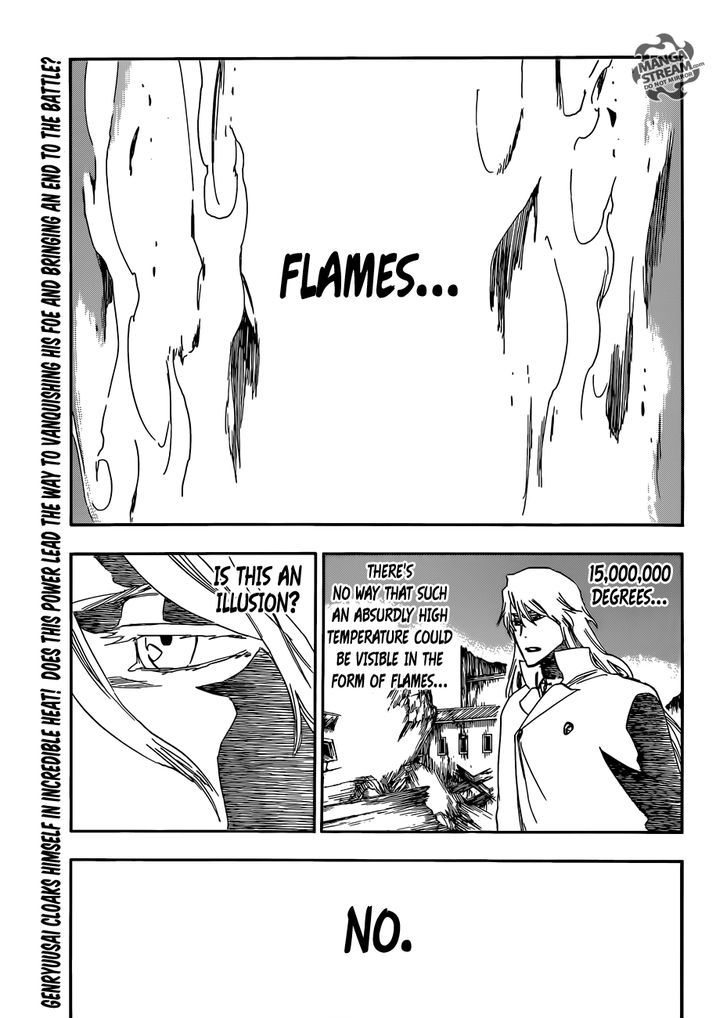 GENRYUUSAI CLOAKS HIMSELF IN INCREDIBLE HEAT! DOES THIS POWER LEAD THE WAY TO VANQUISHING HIS FOE AND BRINGING AN END TO THE BATTLE?
MANGA
STREAM.com
DO NOT MIRROR
FLAMES...
15,000,000
DEGREES...
THERE'S
NO WAY THAT SUCH
AN ABSURDLY HIGH
TEMPERATURE COULD
BE VISIBLE IN THE
FORM OF FLAMES...
IS THIS AN
ILLUSION?
NO.